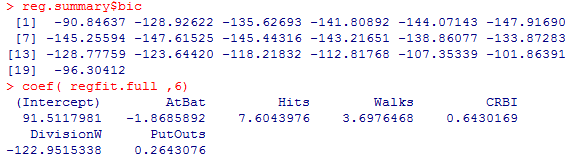 > reg.summary$bic
[1] -90.84637 -128.92622 -135.62693 -141.80892 -144.07143 -147.91690
[7] -145.25594 -147.61525 -145.44316 -143.21651 -138.86077 -133.87283
[13] -128.77759 -123.64420 -118.21832 -112.81768 -107.35339 -101.86391
[19] -96.30412
> coef( regfit.full ,6)
(Intercept) AtBat Hits Walks CRBI
91.5117981 -1.8685892 7.6043976 3.6976468 0.6430169
DivisionW PutOuts
-122.9515338 0.2643076